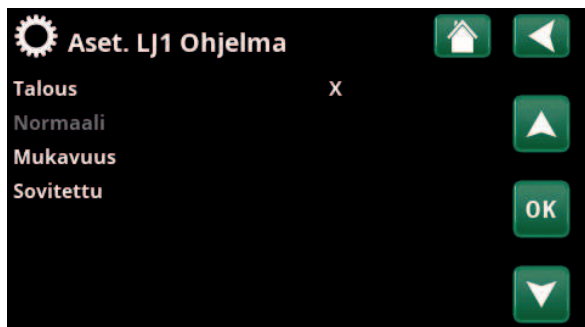 Aset. LJ1 Ohjelma
Talous X
Normaali
Mukavuus
Sovitettu
OK